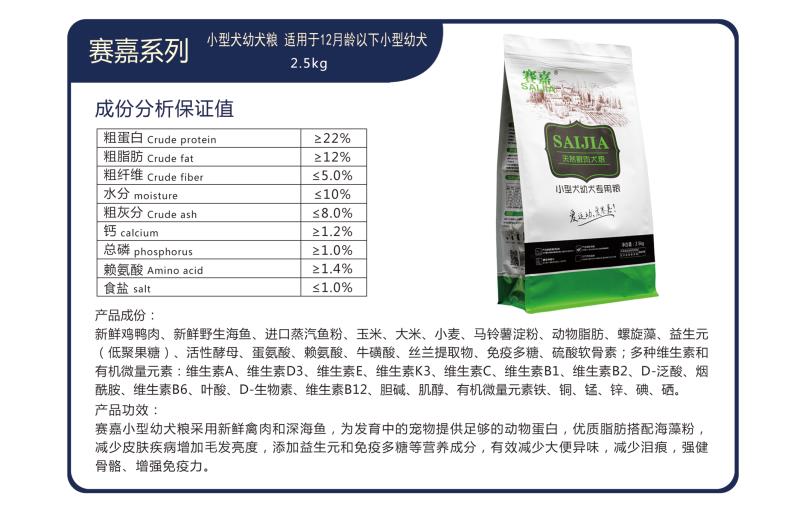 赛嘉系列
小型犬幼犬粮 适用于12月龄以下小型幼犬
2.5kg
成份分析保证值
粗蛋白 Crude protein ≥22%
粗脂肪 Crude fat ≥12%
粗纤维 Crude fiber ≤5.0%
水分 moisture ≤10%
粗灰分 Crude ash ≤8.0%
钙 calcium ≥1.2%
总磷 phosphorus ≥1.0%
赖氨酸 Amino acid ≥1.4%
食盐 salt ≤1.0%
赛嘉
SAIJIA
SAIJIA
天然鲜肉犬粮
小型犬幼犬专用粮
爱运动,爱赛嘉!
净含量:2.5kg
产品成份：
新鲜鸡鸭肉、新鲜野生海鱼、进口蒸汽鱼粉、玉米、大米、小麦、马铃薯淀粉、动物脂肪、螺旋藻、益生元
（低聚果糖）、活性酵母、蛋氨酸、赖氨酸、牛磺酸、丝兰提取物、免疫多糖、硫酸软骨素；多种维生素和
有机微量元素：维生素A、维生素D3、维生素E、维生素K3、维生素C、维生素B1、维生素B2、D-泛酸、烟
酰胺、维生素B6、叶酸、D-生物素、维生素B12、胆碱、肌醇、有机微量元素铁、铜、锰、锌、碘、硒。
产品功效：
赛嘉小型幼犬粮采用新鲜禽肉和深海鱼，为发育中的宠物提供足够的动物蛋白，优质脂肪搭配海藻粉，
减少皮肤疾病增加毛发亮度，添加益生元和免疫多糖等营养成分，有效减少大便异味，减少泪痕，强健
骨骼、增强免疫力。